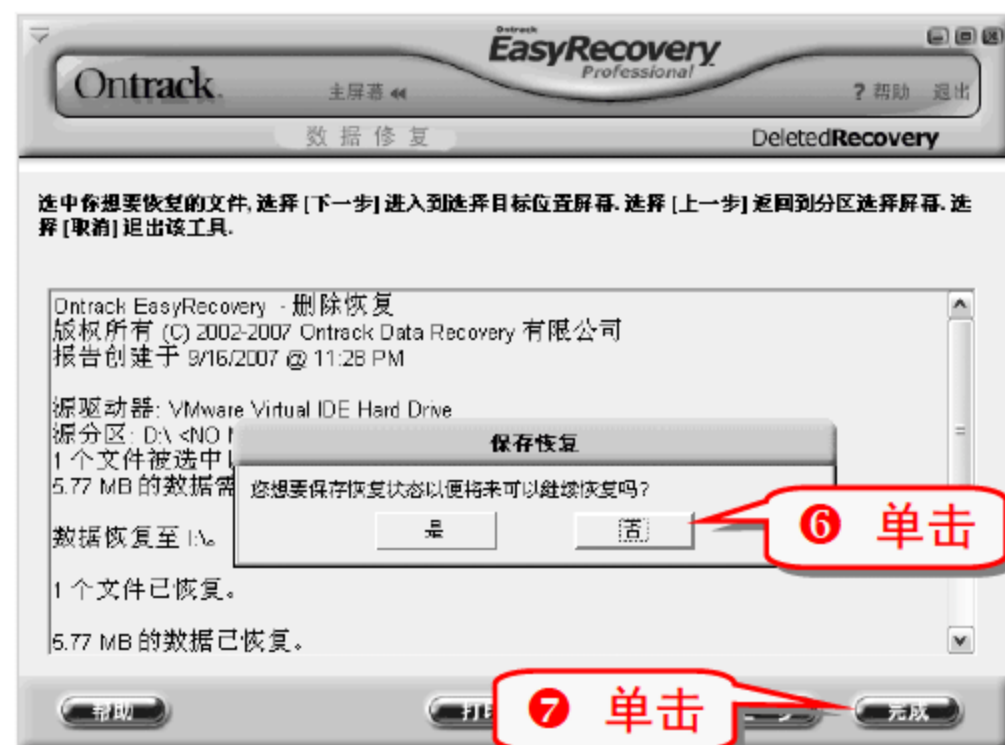 Ontrack
EasyRecovery
Professional
Ontrack.
主屏幕
? 帮助 退出
数据修复
DeletedRecovery
选中你想要恢复的文件, 选择 [下一步] 进入到选择目标位置屏幕. 选择 [上一步] 返回到分区选择屏幕. 选
择 [取消] 退出该工具.
Ontrack EasyRecovery - 删除恢复
版权所有 (C) 2002-2007 Ontrack Data Recovery 有限公司
报告创建于 9/16/2007 @ 11:28 PM
源驱动器: VMware Virtual IDE Hard Drive
源分区: D:\ <NO
1 个文件被选中
5.77 MB 的数据需
保存恢复
您想要保存恢复状态以便将来可以继续恢复吗?
是
否
❻ 单击
数据恢复至 I:\。
1 个文件已恢复。
5.77 MB 的数据已恢复。
帮助
打印
❼ 单击
完成